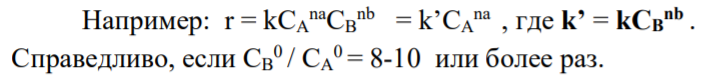 Например: r = kC_A^{na}C_B^{nb} = k’C_A^{na} , где k’ = kC_B^{nb} .
Справедливо, если C_B^0 / C_A^0 = 8-10 или более раз.